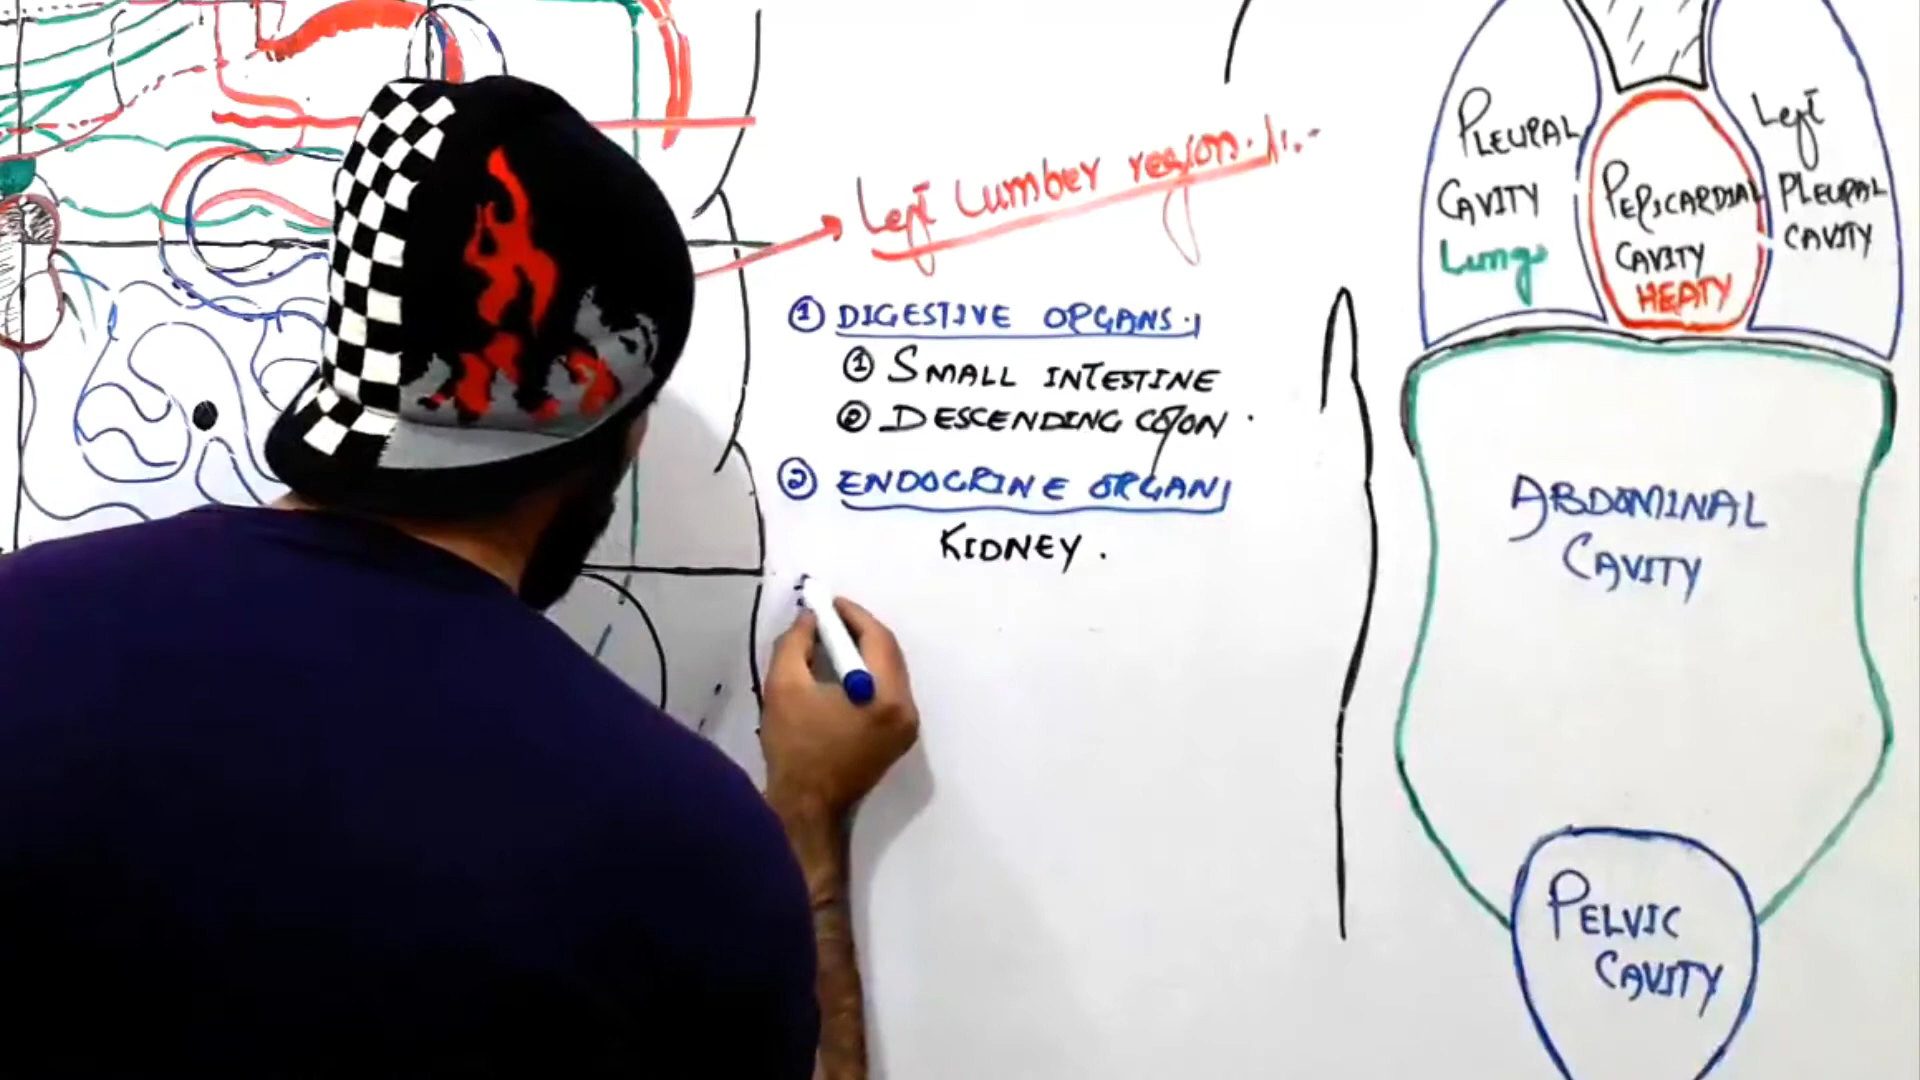 Left Lumber region
① DIGESTIVE ORGANS
① SMALL INTESTINE
② DESCENDING COLON
② ENDOCRINE ORGAN
KIDNEY.
PLEURAL
CAVITY
Lungs
PERICARDIAL
CAVITY
HEATY
Left
PLEURAL
CAVITY
ABDOMINAL
CAVITY
PELVIC
CAVITY